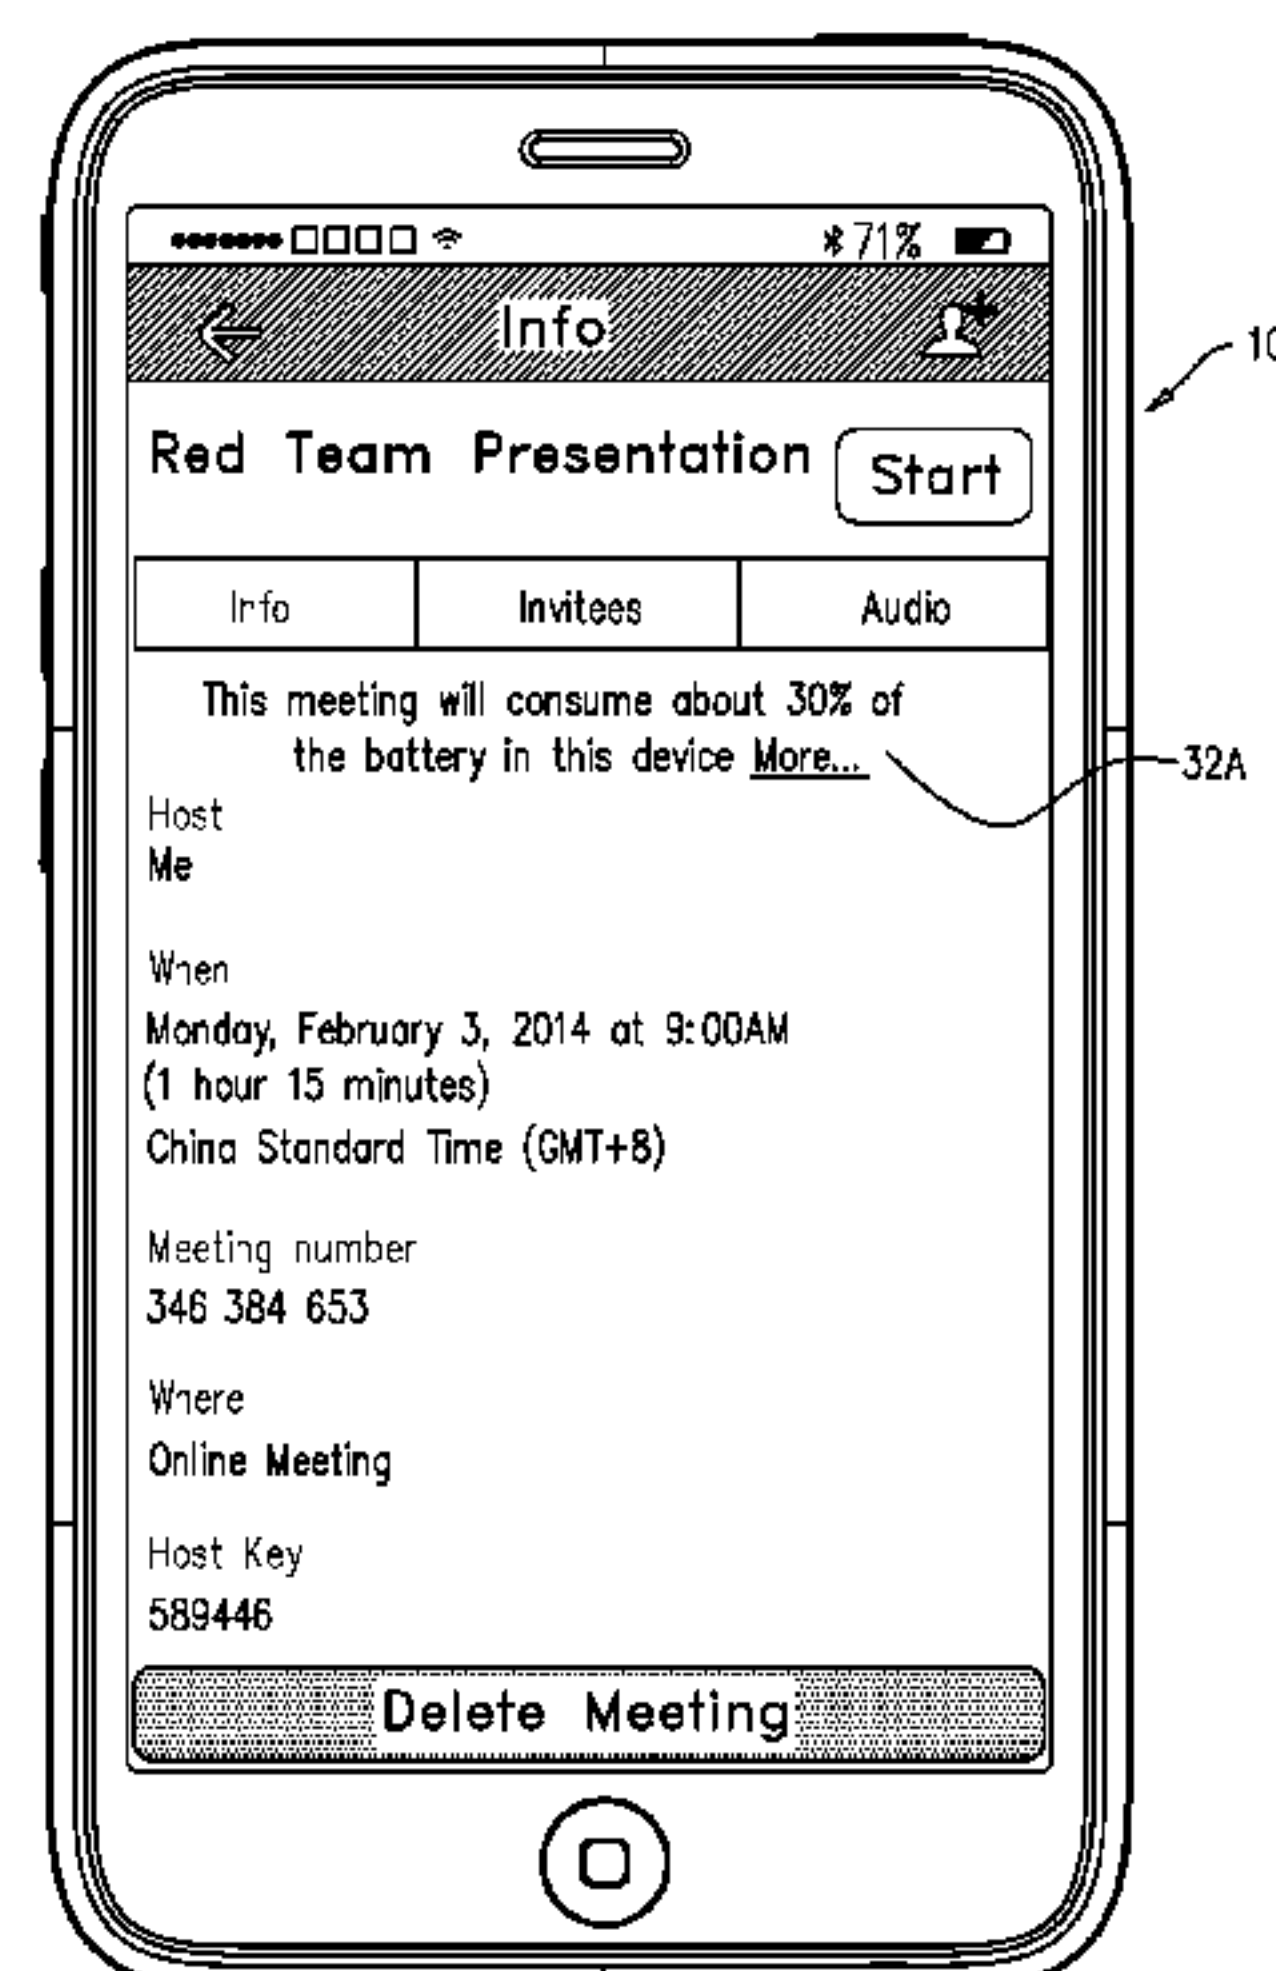 71%
Info
Red Team Presentation
Start
Info Invitees Audio
This meeting will consume about 30% of
the battery in this device More...
32A
Host
Me
When
Monday, February 3, 2014 at 9:00AM
(1 hour 15 minutes)
China Standard Time (GMT+8)
Meeting number
346 384 653
Where
Online Meeting
Host Key
589446
Delete Meeting